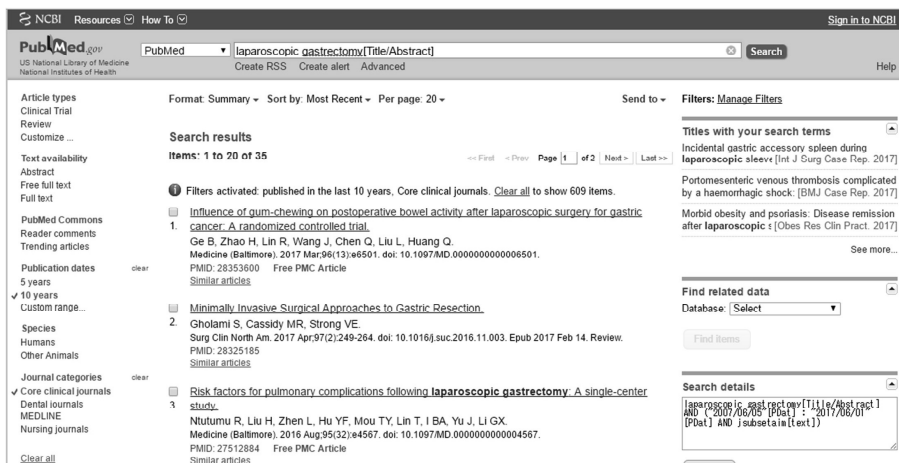 NCBI Resources How To Sign in to NCBI
PubMed.gov
US National Library of Medicine
National Institutes of Health
PubMed
laparoscopic gastrectomy[Title/Abstract]
Search
Create RSS Create alert Advanced
Help
Article types
Clinical Trial
Review
Customize ...
Text availability
Abstract
Free full text
Full text
PubMed Commons
Reader comments
Trending articles
Publication dates clear
5 years
✓ 10 years
Custom range...
Species
Humans
Other Animals
Journal categories clear
✓ Core clinical journals
Dental journals
MEDLINE
Nursing journals
Clear all
Format: Summary Sort by: Most Recent Per page: 20 Send to
Search results
Items: 1 to 20 of 35
<< First < Prev Page 1 of 2 Next > Last >>
Filters activated: published in the last 10 years, Core clinical journals. Clear all to show 609 items.
Influence of gum-chewing on postoperative bowel activity after laparoscopic surgery for gastric
1. cancer: A randomized controlled trial.
Ge B, Zhao H, Lin R, Wang J, Chen Q, Liu L, Huang Q.
Medicine (Baltimore). 2017 Mar;96(13):e6501. doi: 10.1097/MD.0000000000006501.
PMID: 28353600 Free PMC Article
Similar articles
Minimally Invasive Surgical Approaches to Gastric Resection.
2. Gholami S, Cassidy MR, Strong VE.
Surg Clin North Am. 2017 Apr;97(2):249-264. doi: 10.1016/j.suc.2016.11.003. Epub 2017 Feb 14. Review.
PMID: 28325185
Similar articles
Risk factors for pulmonary complications following laparoscopic gastrectomy: A single-center
3 study.
Ntutumu R, Liu H, Zhen L, Hu YF, Mou TY, Lin T, I BA, Yu J, Li GX.
Medicine (Baltimore). 2016 Aug;95(32):e4567. doi: 10.1097/MD.0000000000004567.
PMID: 27512884 Free PMC Article
Similar articles
Filters: Manage Filters
Titles with your search terms
Incidental gastric accessory spleen during
laparoscopic sleeve [Int J Surg Case Rep. 2017]
Portomesenteric venous thrombosis complicated
by a haemorrhagic shock: [BMJ Case Rep. 2017]
Morbid obesity and psoriasis: Disease remission
after laparoscopic s [Obes Res Clin Pract. 2017]
See more...
Find related data
Database: Select
Find items
Search details
laparoscopic gastrectomy[Title/Abstract]
AND ("2007/06/05"[PDat] : "2017/06/01"
[PDat] AND jsubsetaim[text])